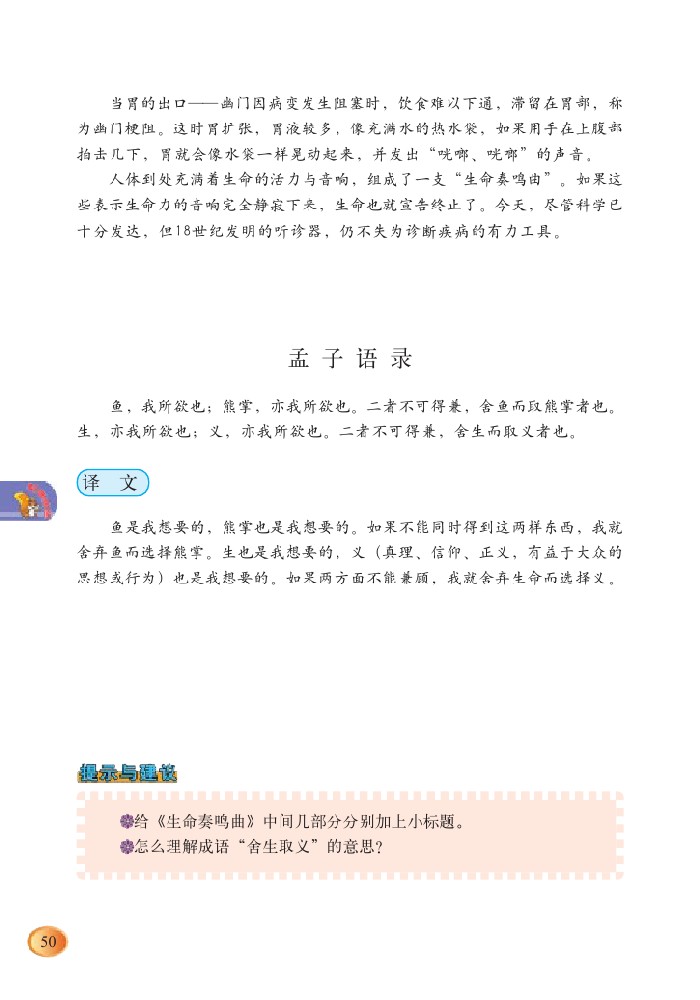 当胃的出口——幽门因病变发生阻塞时，饮食难以下通，滞留在胃部，称
为幽门梗阻。这时胃扩张，胃液较多，像充满水的热水袋，如果用手在上腹部
拍击几下，胃就会像水袋一样晃动起来，并发出“咣啷、咣啷”的声音。
人体到处充满着生命的活力与音响，组成了一支“生命奏鸣曲”。如果这
些表示生命力的音响完全静寂下来，生命也就宣告终止了。今天，尽管科学已
十分发达，但18世纪发明的听诊器，仍不失为诊断疾病的有力工具。
孟子语录
鱼，我所欲也；熊掌，亦我所欲也。二者不可得兼，舍鱼而取熊掌者也。
生，亦我所欲也；义，亦我所欲也。二者不可得兼，舍生而取义者也。
译 文
鱼是我想要的，熊掌也是我想要的。如果不能同时得到这两样东西，我就
舍弃鱼而选择熊掌。生也是我想要的，义（真理、信仰、正义，有益于大众的
思想或行为）也是我想要的。如果两方面不能兼顾，我就舍弃生命而选择义。
提示与建议
给《生命奏鸣曲》中间几部分分别加上小标题。
怎么理解成语“舍生取义”的意思？
50